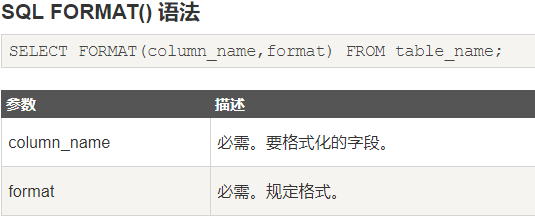 SQL FORMAT() 语法
SELECT FORMAT(column_name,format) FROM table_name;
参数 描述
column_name 必需。要格式化的字段。
format 必需。规定格式。